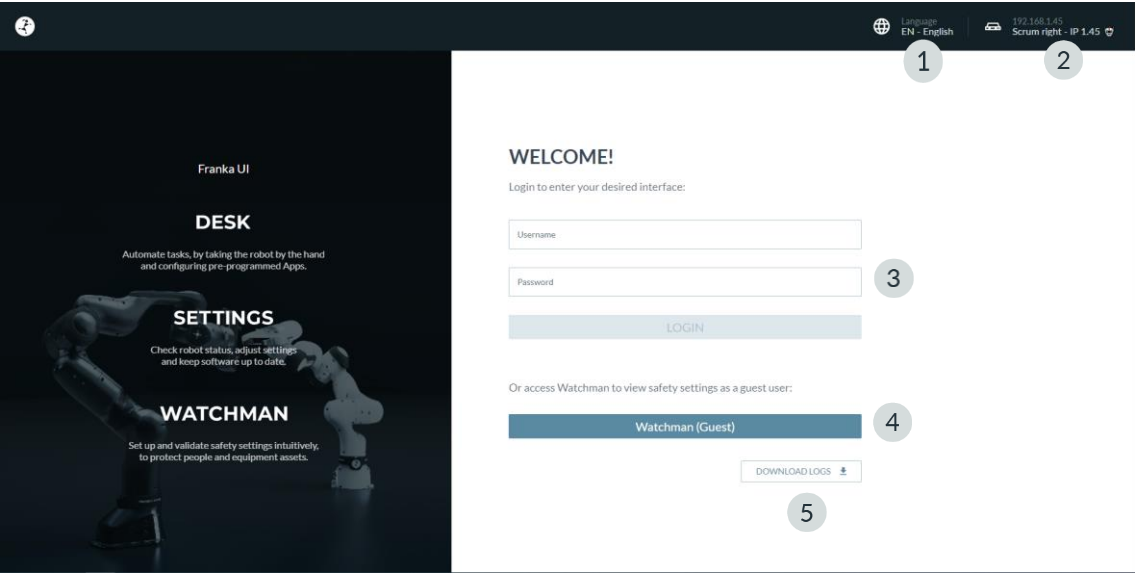 Language
EN - English
192.168.1.45
Scrum right - IP 1.45
1
2
Franka UI
DESK
Automate tasks, by taking the robot by the hand
and configuring pre-programmed Apps.
SETTINGS
Check robot status, adjust settings
and keep software up to date.
WATCHMAN
Set up and validate safety settings intuitively,
to protect people and equipment assets.
WELCOME!
Login to enter your desired interface:
Username
Password
3
LOGIN
Or access Watchman to view safety settings as a guest user:
Watchman (Guest)
4
DOWNLOAD LOGS
5